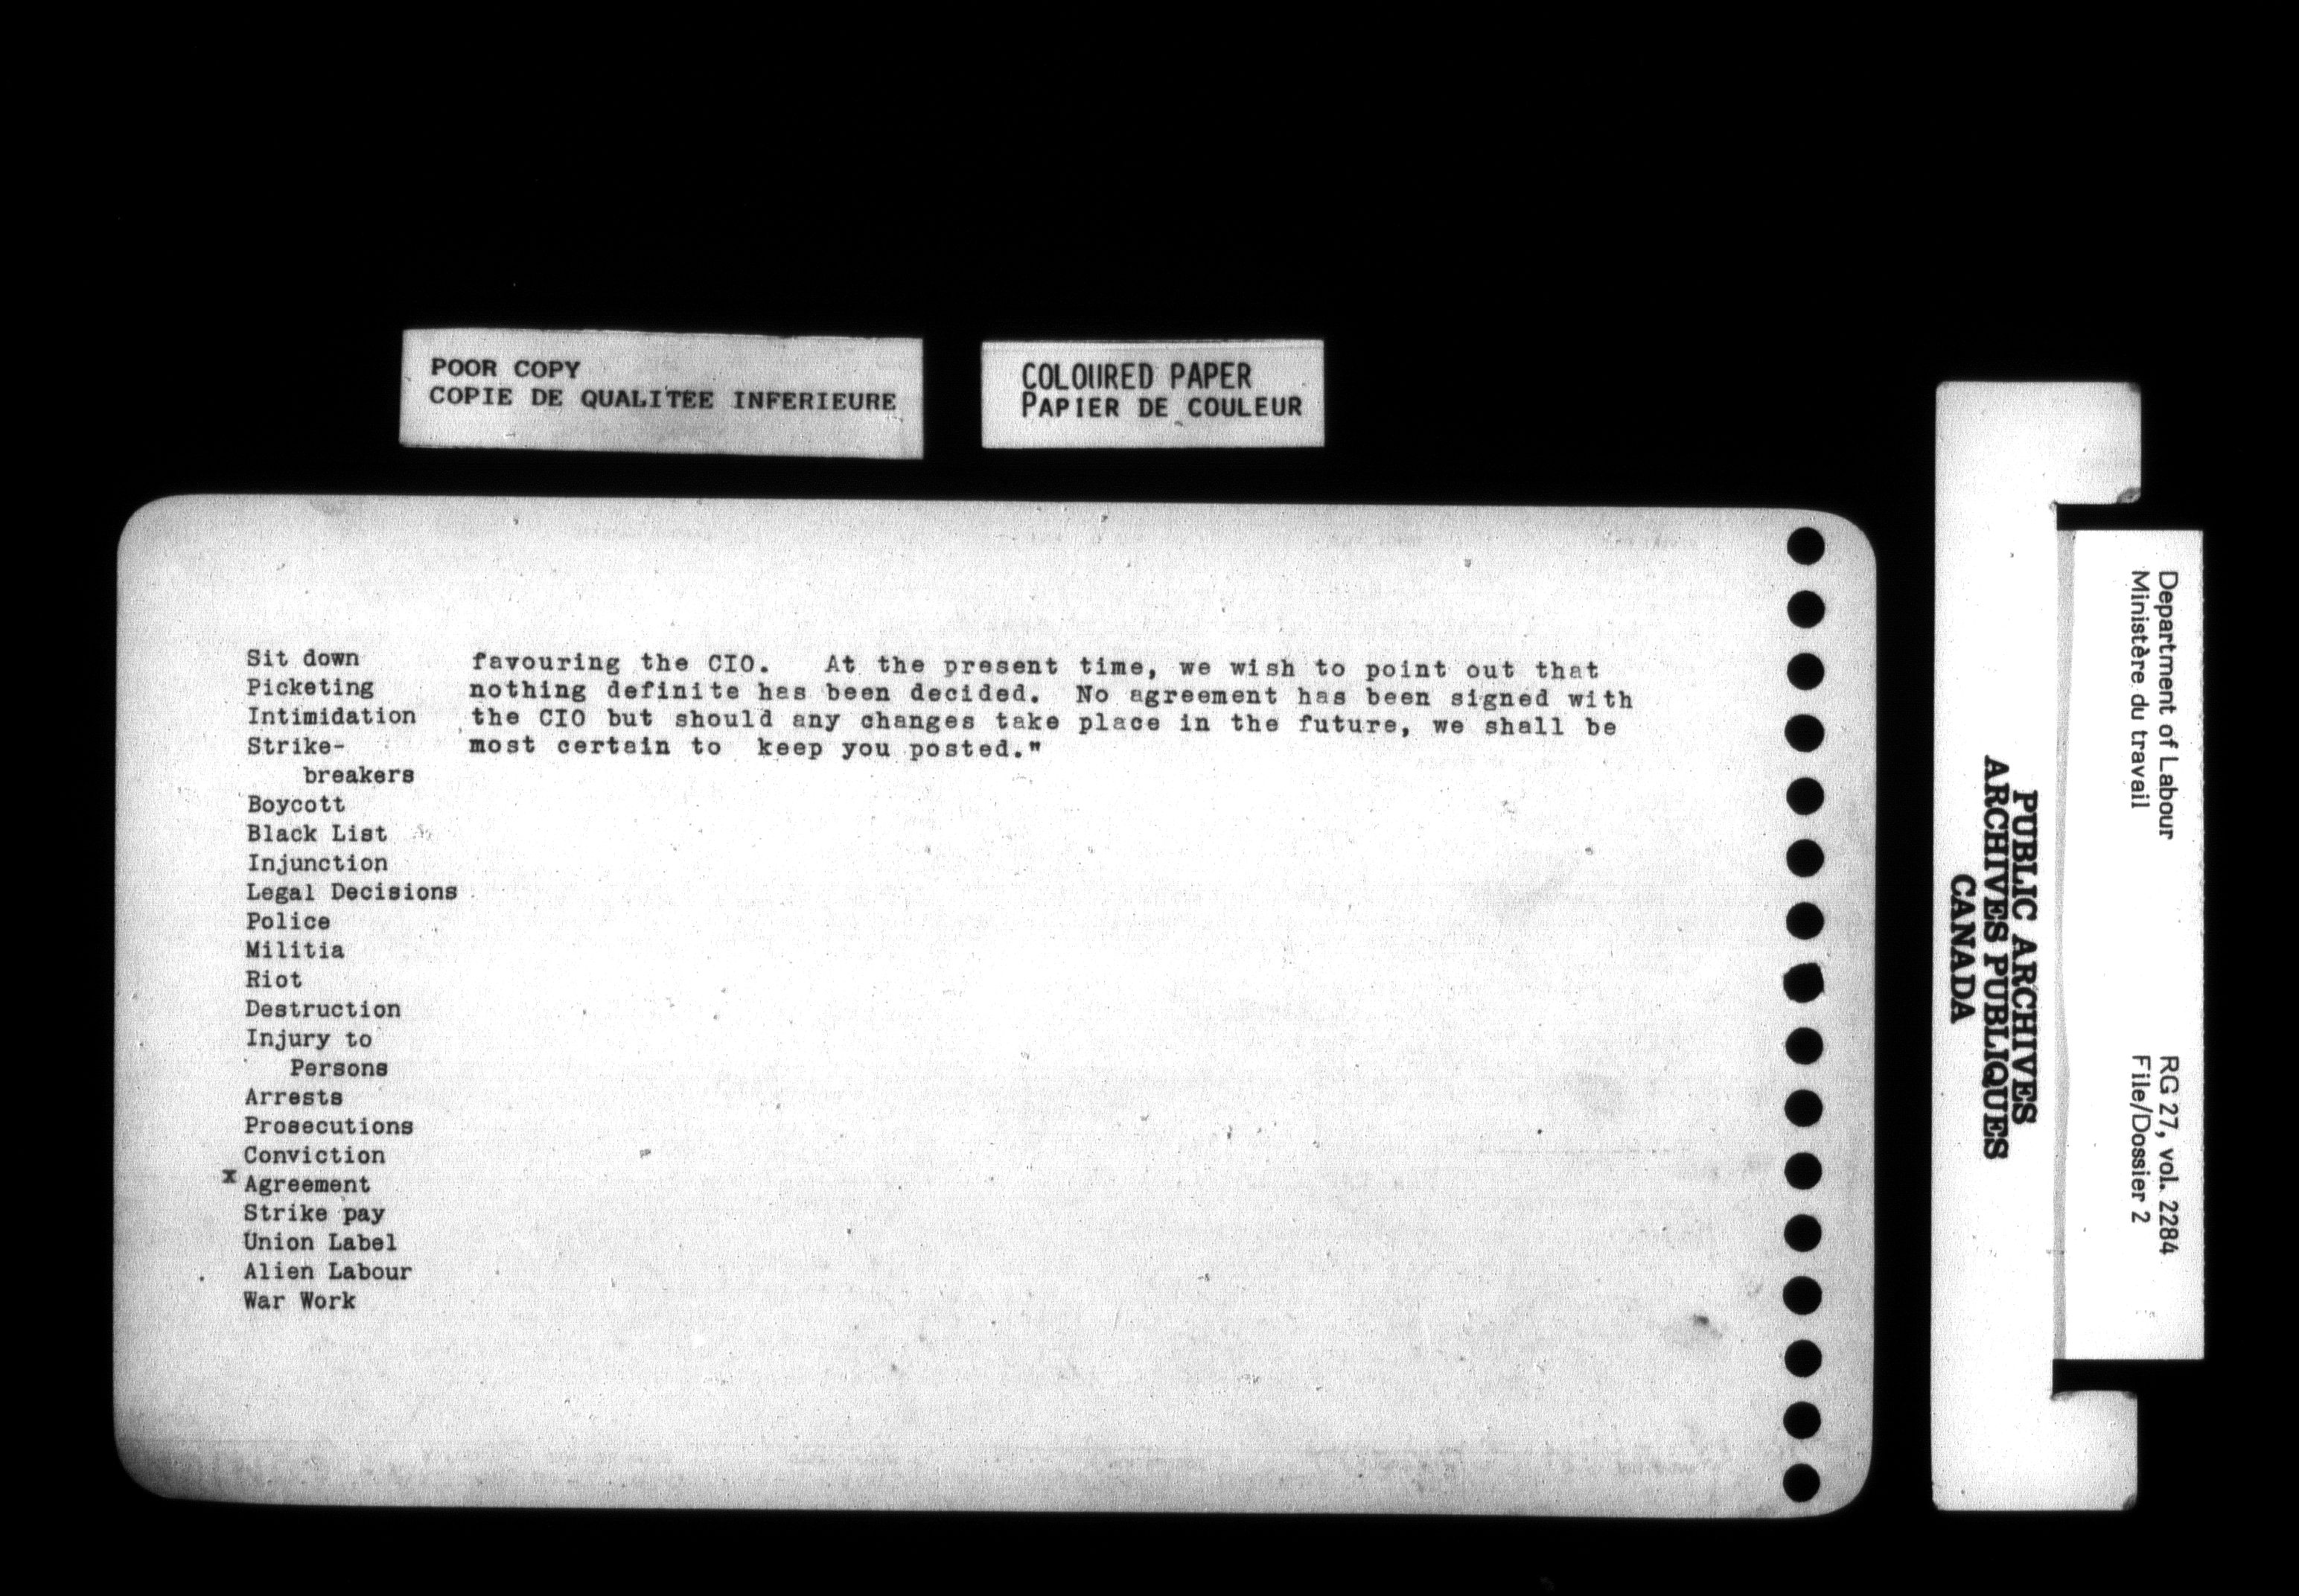 POOR COPY
COPIE DE QUALITEE INFERIEURE
COLOURED PAPER
PAPIER DE COULEUR
Sit down
Picketing
Intimidation
Strike-
breakers
Boycott
Black List
Injunction
Legal Decisions
Police
Militia
Riot
Destruction
Injury to
Persons
Arrests
Prosecutions
Conviction
x Agreement
Strike pay
Union Label
Alien Labour
War Work
favouring the CIO. At the present time, we wish to point out that
nothing definite has been decided. No agreement has been signed with
the CIO but should any changes take place in the future, we shall be
most certain to keep you posted."
PUBLIC ARCHIVES
ARCHIVES PUBLIQUES
CANADA
Department of Labour
Ministère du travail
RG 27, vol. 2284
File/Dossier 2